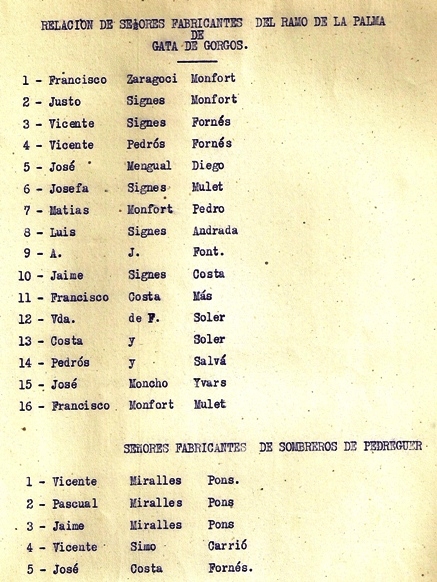 RELACION DE SEÑORES FABRICANTES DEL RAMO DE LA PALMA
DE
GATA DE GORGOS.
1 - Francisco Zaragoci Monfort
2 - Justo Signes Monfort
3 - Vicente Signes Fornés
4 - Vicente Pedrós Fornés
5 - José Mengual Diego
6 - Josefa Signes Mulet
7 - Matias Monfort Pedro
8 - Luis Signes Andrada
9 - A. J. Font.
10 - Jaime Signes Costa
11 - Francisco Costa Más
12 - Vda. de F. Soler
13 - Costa y Soler
14 - Pedrós y Salvá
15 - José Moncho Yvars
16 - Francisco Monfort Mulet
SEÑORES FABRICANTES DE SOMBREROS DE PEDREGUER
1 - Vicente Miralles Pons.
2 - Pascual Miralles Pons
3 - Jaime Miralles Pons
4 - Vicente Simo Carrió
5 - José Costa Fornés.